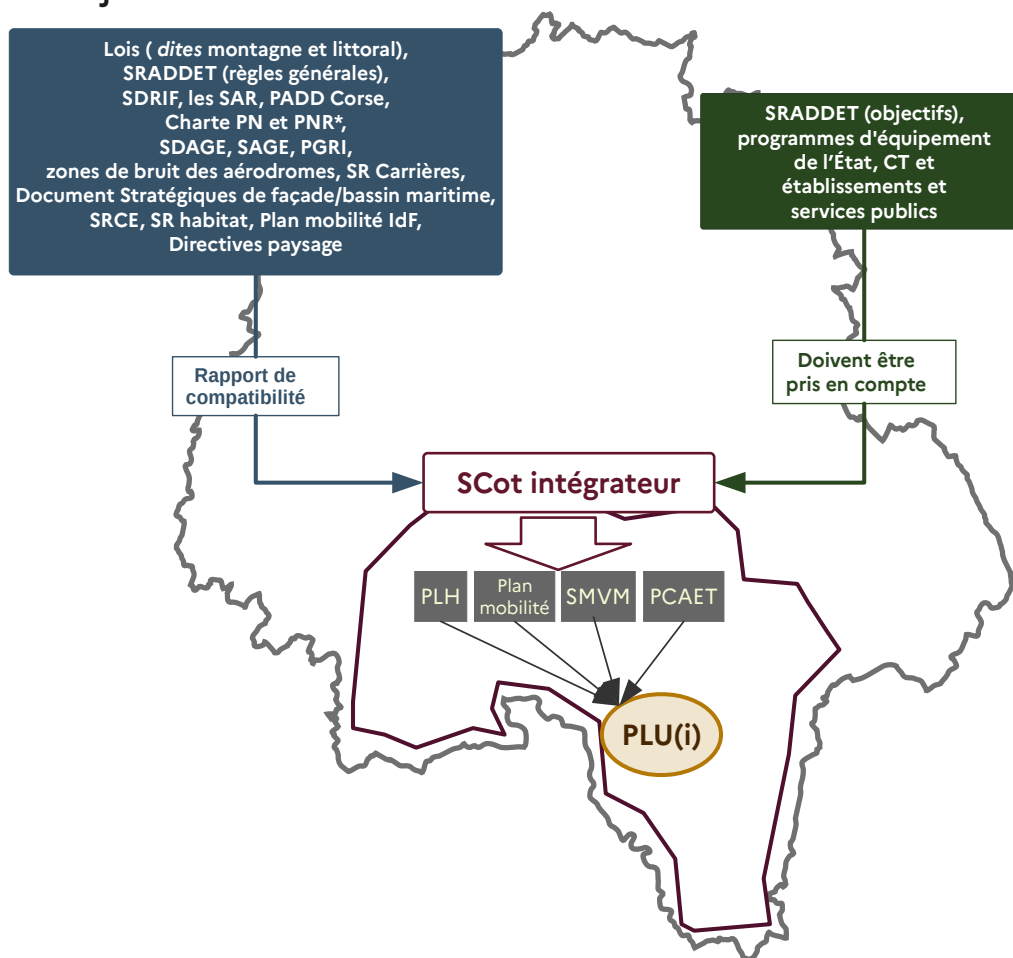 Lois ( dites montagne et littoral),
SRADDET (règles générales),
SDRIF, les SAR, PADD Corse,
Charte PN et PNR*,
SDAGE, SAGE, PGRI,
zones de bruit des aérodromes, SR Carrières,
Document Stratégiques de façade/bassin maritime,
SRCE, SR habitat, Plan mobilité IdF,
Directives paysage
SRADDET (objectifs),
programmes d'équipement
de l'État, CT et
établissements et
services publics
Rapport de
compatibilité
Doivent être
pris en compte
SCot intégrateur
PLH
Plan
mobilité
SMVM
PCAET
PLU(i)